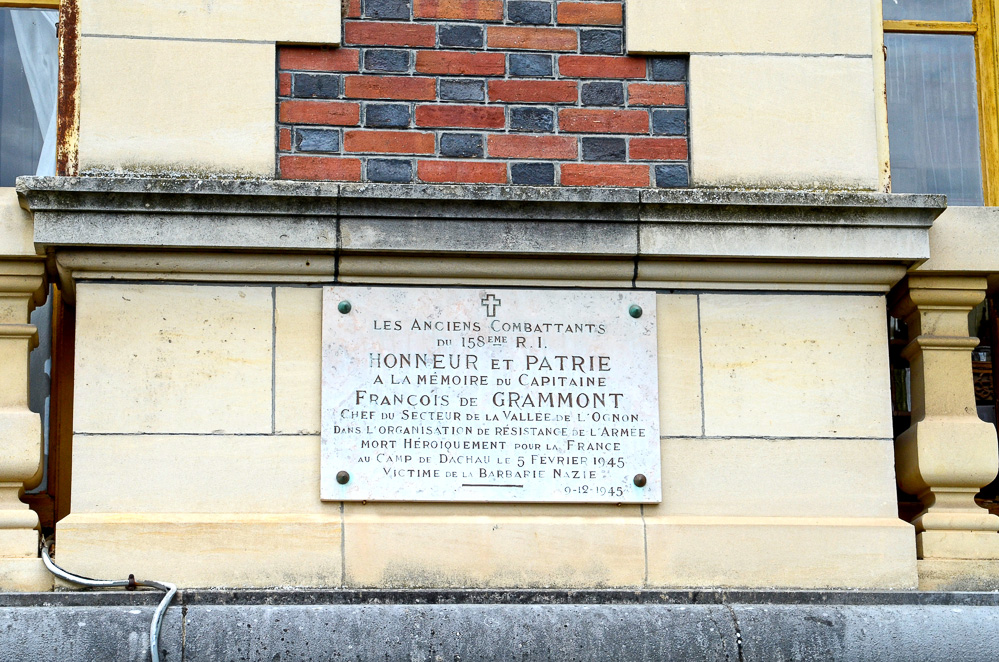 LES ANCIENS COMBATTANTS
DU 158EME R.I.
HONNEUR ET PATRIE
A LA MÉMOIRE DU CAPITAINE
FRANÇOIS DE GRAMMONT
CHEF DU SECTEUR DE LA VALLÉE DE L'OGNON
DANS L'ORGANISATION DE RÉSISTANCE DE L'ARMÉE
MORT HÉROIQUEMENT POUR LA FRANCE
AU CAMP DE DACHAU LE 5 FÉVRIER 1945
VICTIME DE LA BARBARIE NAZIE
9-12-1945